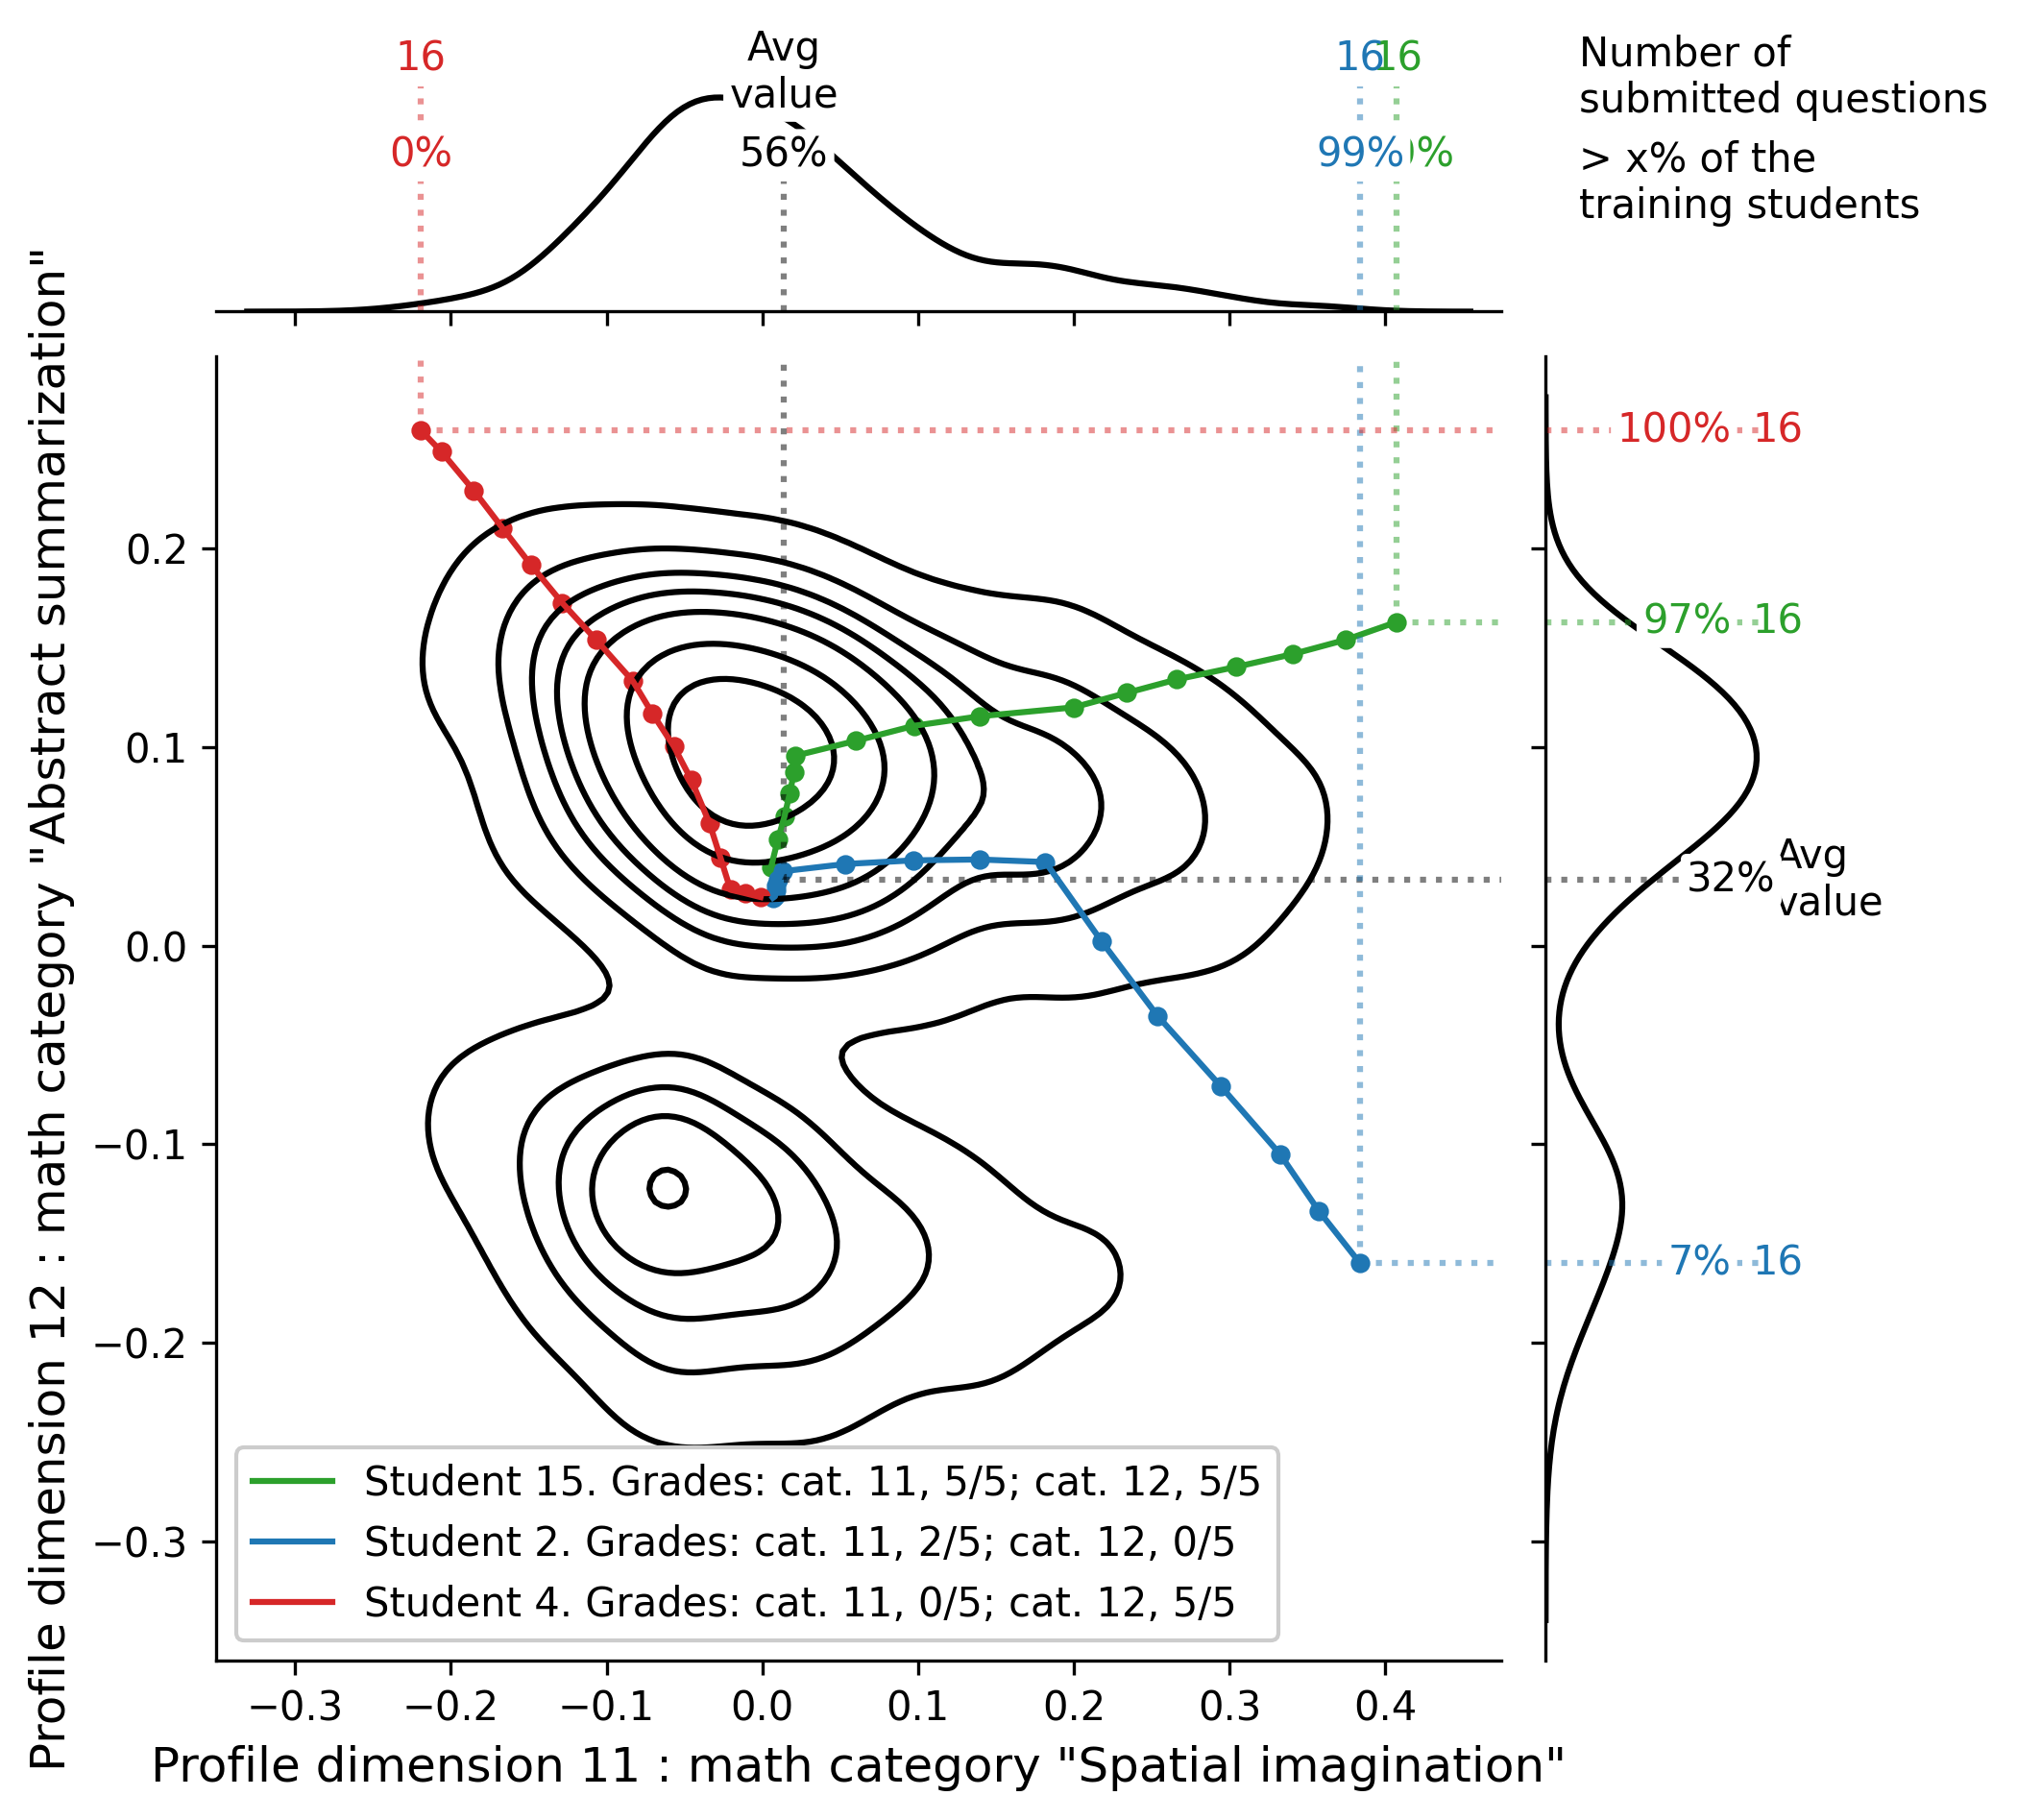 16
Avg
value
16
16
Number of
submitted questions
0%
56%
99%
%
> x% of the
training students
Profile dimension 12 : math category "Abstract summarization"
0.2
0.1
0.0
−0.1
−0.2
−0.3
100% 16
97% 16
32%
Avg
value
7% 16
Student 15. Grades: cat. 11, 5/5; cat. 12, 5/5
Student 2. Grades: cat. 11, 2/5; cat. 12, 0/5
Student 4. Grades: cat. 11, 0/5; cat. 12, 5/5
−0.3 −0.2 −0.1 0.0 0.1 0.2 0.3 0.4
Profile dimension 11 : math category "Spatial imagination"